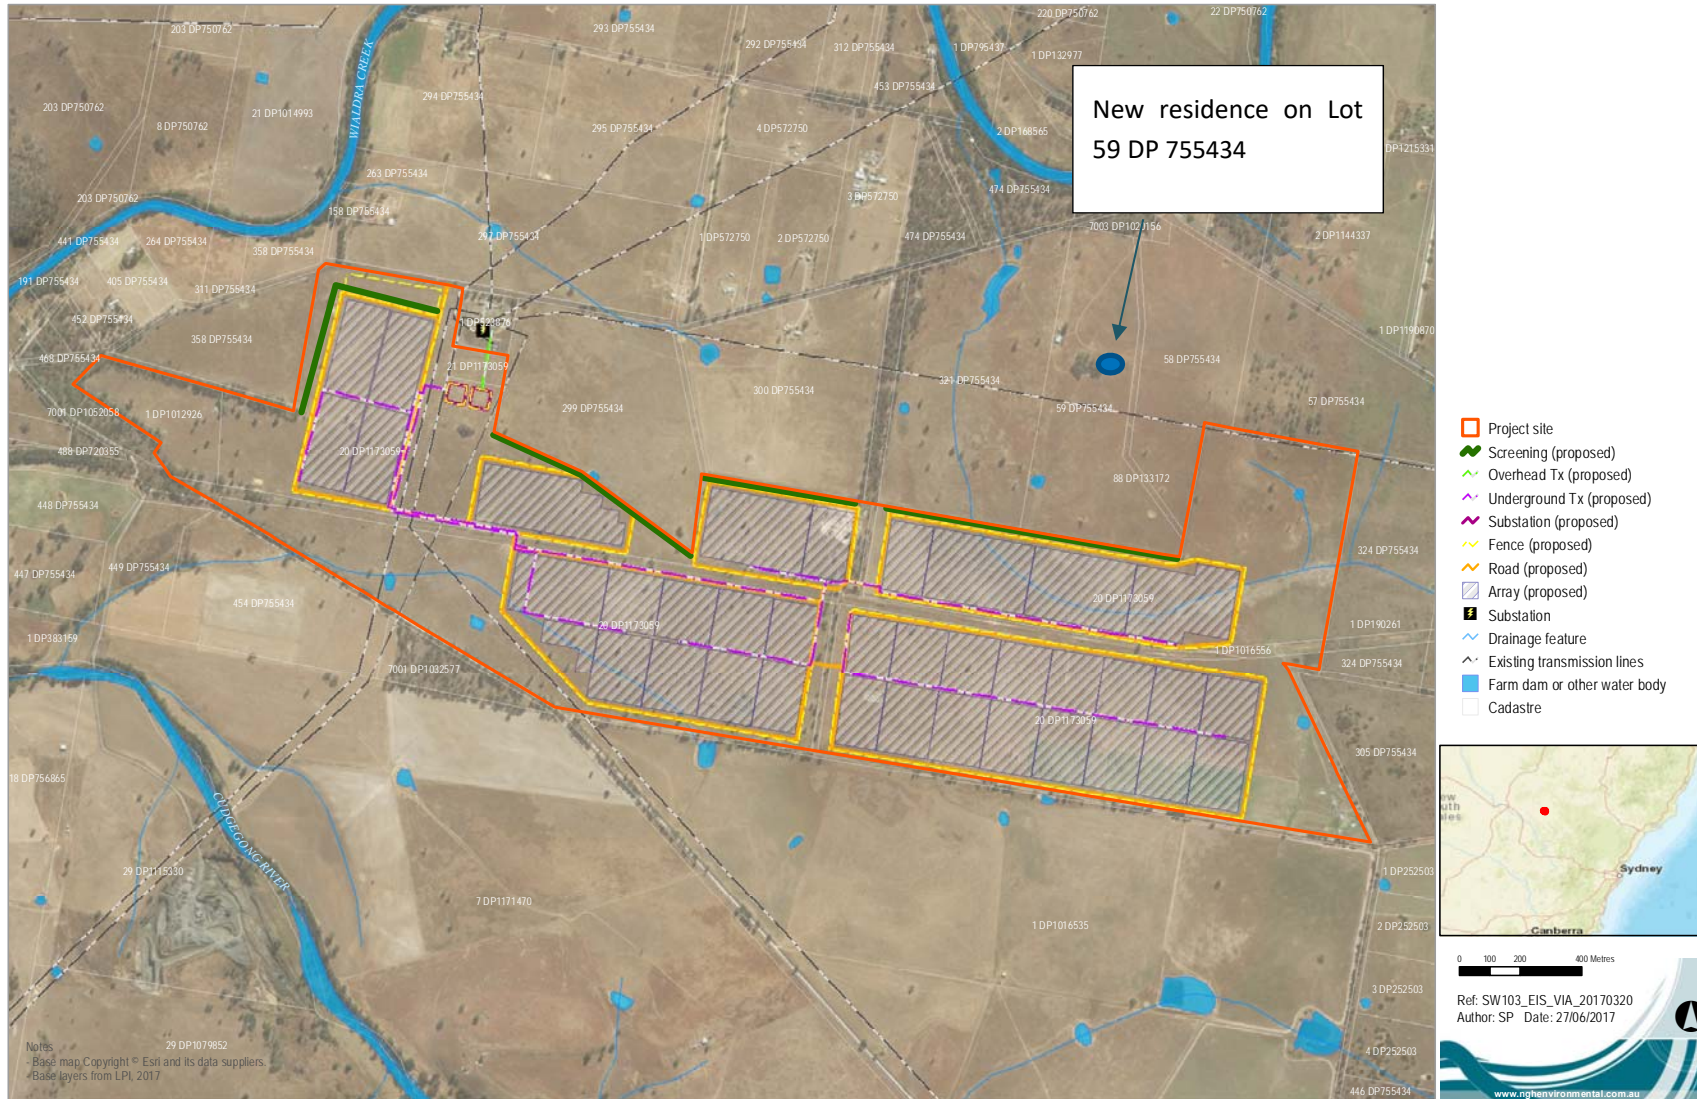 203 DP750762
293 DP755434
220 DP750762
22 DP750762
292 DP755434
312 DP755434
1 DP795437
1 DP132977
WIALDRA CREEK
203 DP750762
21 DP1014993
294 DP755434
453 DP755434
8 DP750762
295 DP755434
4 DP572750
2 DP168565
New residence on Lot
59 DP 755434
DP1215331
263 DP755434
474 DP755434
203 DP750762
158 DP755434
3 DP572750
7003 DP1020156
441 DP755434
264 DP755434
358 DP755434
297 DP755434
1 DP572750
2 DP572750
474 DP755434
2 DP1144337
191 DP755434
405 DP755434
311 DP755434
452 DP755434
1 DP523876
1 DP1190870
358 DP755434
468 DP755434
21 DP1173059
58 DP755434
321 DP755434
300 DP755434
57 DP755434
7001 DP1052058
1 DP1012926
299 DP755434
59 DP755434
488 DP720355
20 DP1173059
88 DP133172
448 DP755434
324 DP755434
447 DP755434
449 DP755434
454 DP755434
20 DP1173059
20 DP1173059
1 DP190261
1 DP383159
1 DP1016556
324 DP755434
7001 DP1032577
20 DP1173059
305 DP755434
18 DP756865
CUDGEGONG RIVER
29 DP1115330
7 DP1171470
1 DP1016535
1 DP252503
2 DP252503
3 DP252503
29 DP1079852
4 DP252503
446 DP755434
Notes
- Base map Copyright © Esri and its data suppliers.
- Base layers from LPI, 2017
Project site
Screening (proposed)
Overhead Tx (proposed)
Underground Tx (proposed)
Substation (proposed)
Fence (proposed)
Road (proposed)
Array (proposed)
Substation
Drainage feature
Existing transmission lines
Farm dam or other water body
Cadastre
Sydney
Canberra
0 100 200 400 Metres
Ref: SW103_EIS_VIA_20170320
Author: SP Date: 27/06/2017
www.nghenvironmental.com.au